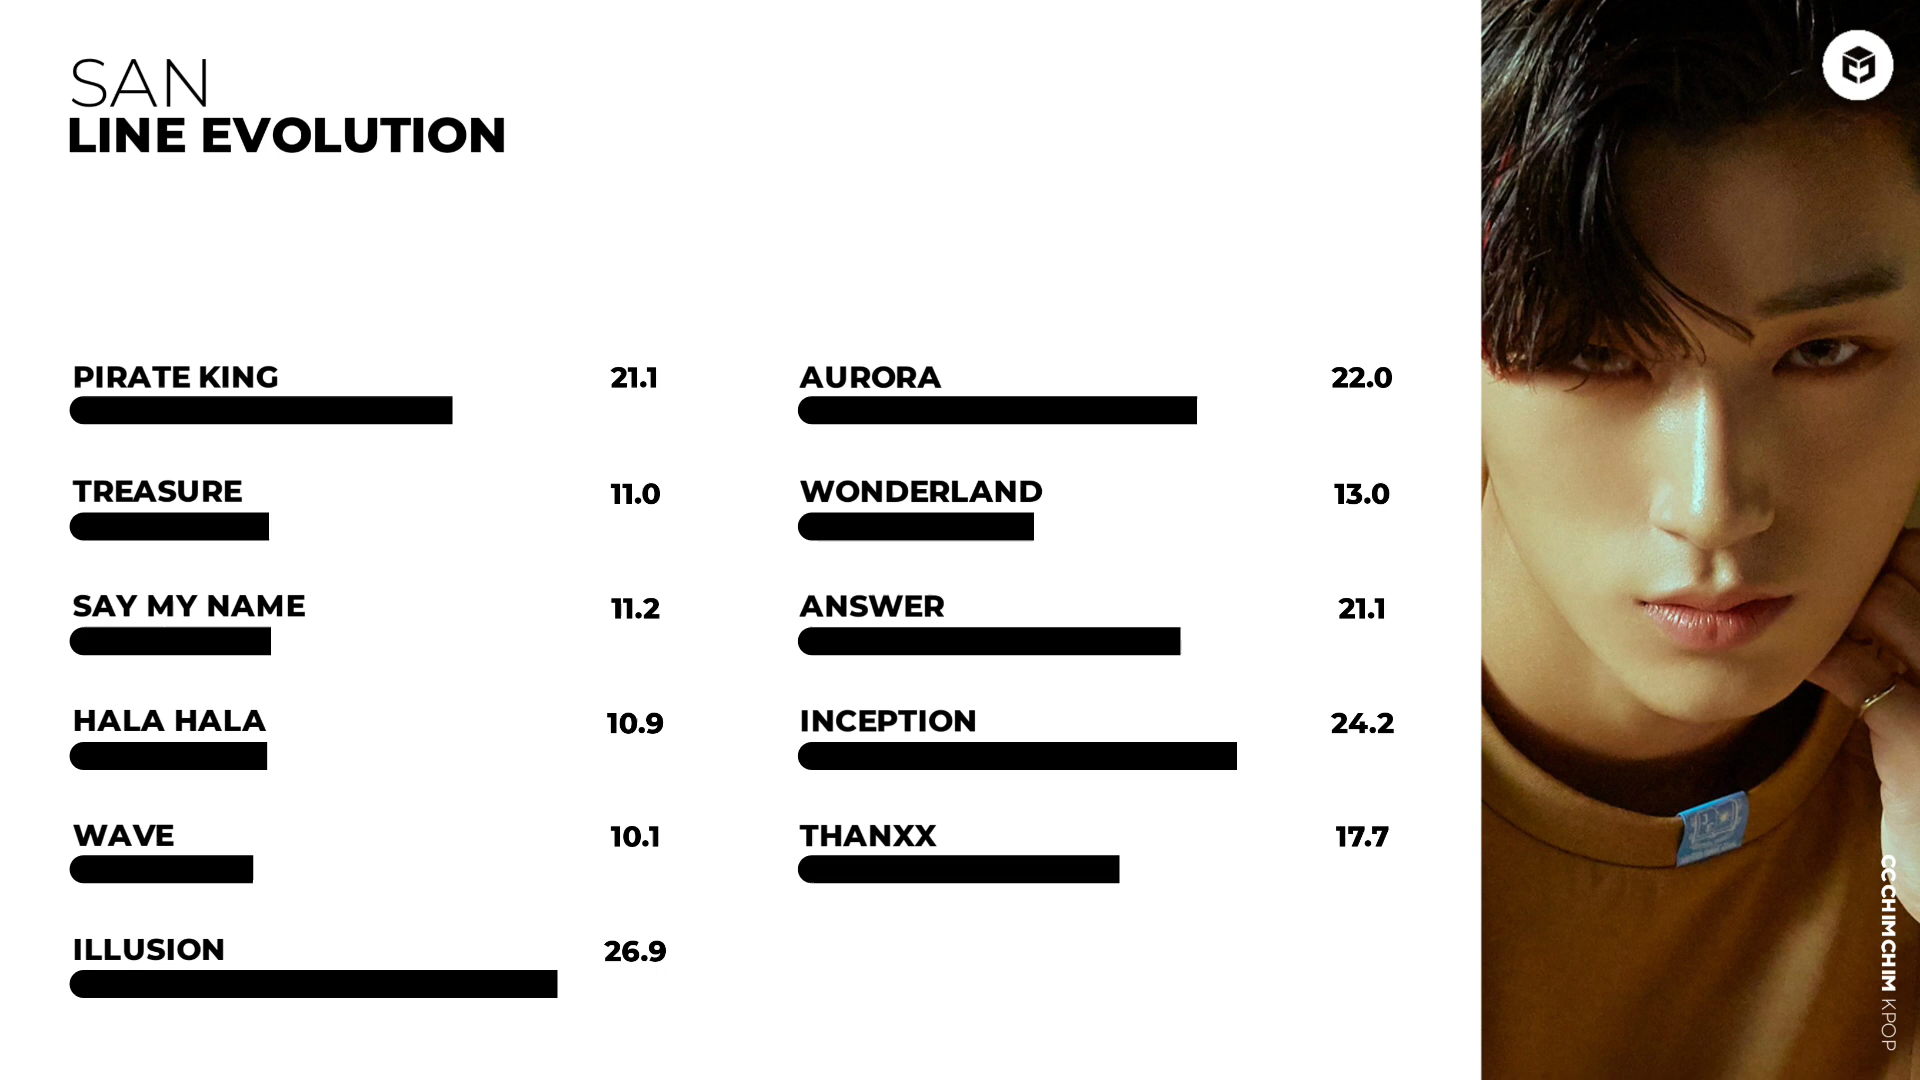 SAN
LINE EVOLUTION
PIRATE KING 21.1
TREASURE 11.0
SAY MY NAME 11.2
HALA HALA 10.9
WAVE 10.1
ILLUSION 26.9
AURORA 22.0
WONDERLAND 13.0
ANSWER 21.1
INCEPTION 24.2
THANXX 17.7
CCCHIMCHIM KPOP